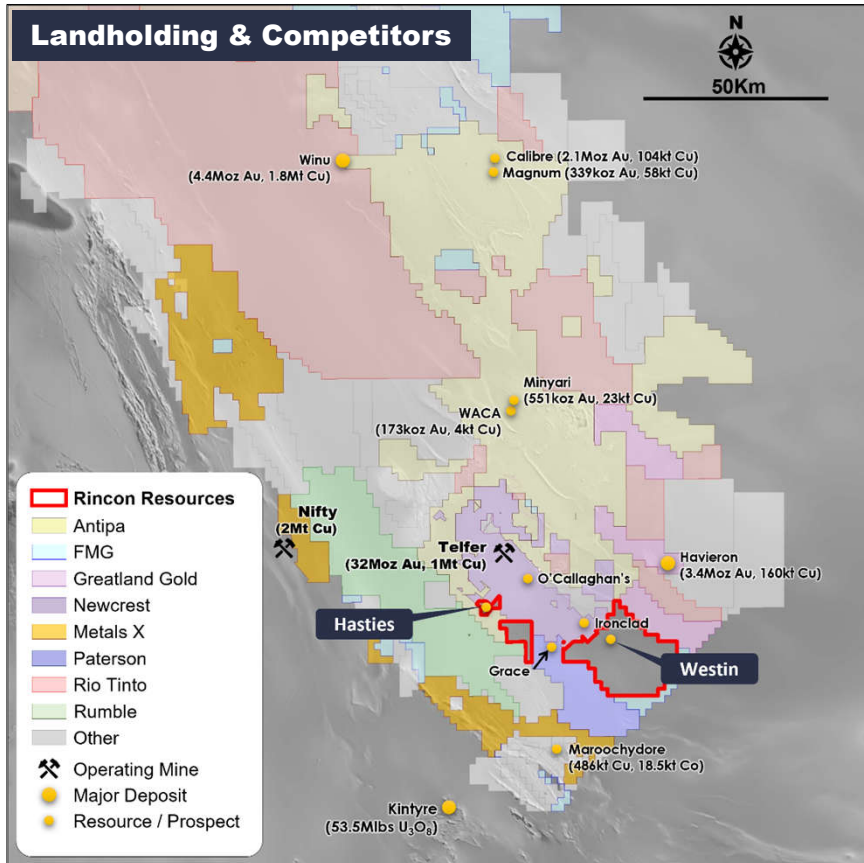 Landholding & Competitors
N
50Km
Winu
(4.4Moz Au, 1.8Mt Cu)
Calibre (2.1Moz Au, 104kt Cu)
Magnum (339koz Au, 58kt Cu)
Minyari
(551koz Au, 23kt Cu)
WACA
(173koz Au, 4kt Cu)
Nifty
(2Mt Cu)
Telfer
(32Moz Au, 1Mt Cu)
Havieron
(3.4Moz Au, 160kt Cu)
O'Callaghan's
Hasties
Ironclad
Grace
Westin
Maroochydore
(486kt Cu, 18.5kt Co)
Kintyre
(53.5Mlbs U₃O₈)
Rincon Resources
Antipa
FMG
Greatland Gold
Newcrest
Metals X
Paterson
Rio Tinto
Rumble
Other
Operating Mine
Major Deposit
Resource / Prospect